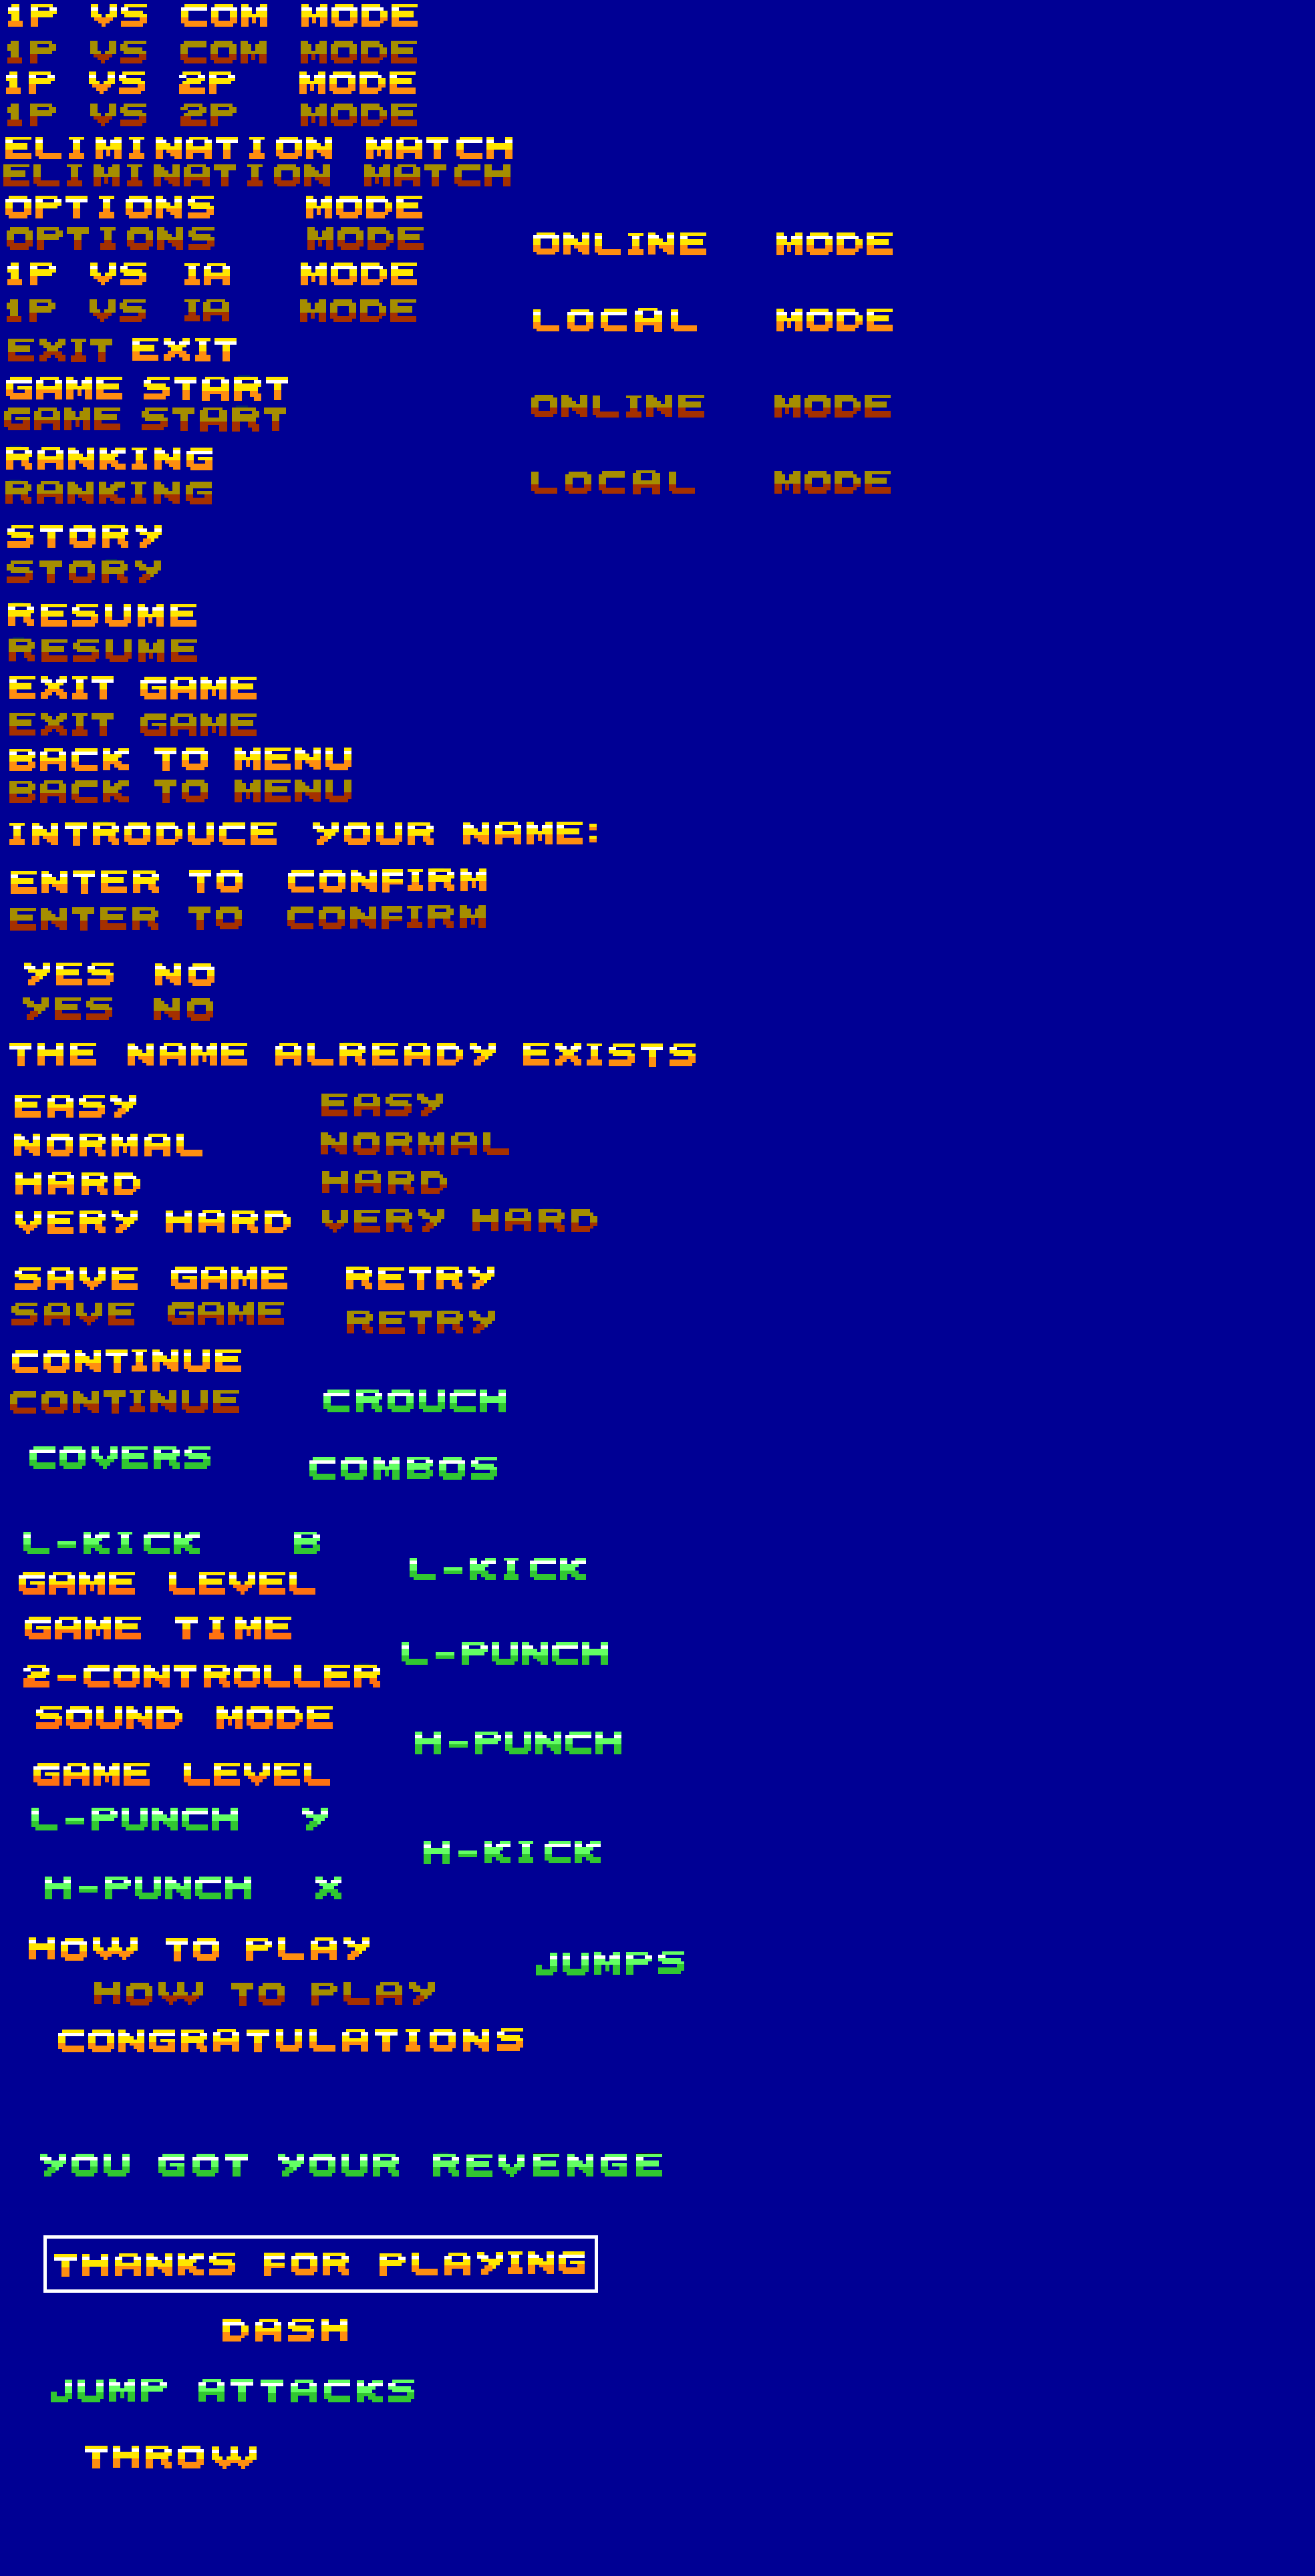 1P VS COM MODE
1P VS COM MODE
1P VS 2P MODE
1P VS 2P MODE
ELIMINATION MATCH
ELIMINATION MATCH
OPTIONS MODE
OPTIONS MODE
ONLINE MODE
1P VS IA MODE
1P VS IA MODE
LOCAL MODE
EXIT EXIT
GAME START
GAME START
ONLINE MODE
RANKING
RANKING
LOCAL MODE
STORY
STORY
RESUME
RESUME
EXIT GAME
EXIT GAME
BACK TO MENU
BACK TO MENU
INTRODUCE YOUR NAME:
ENTER TO CONFIRM
ENTER TO CONFIRM
YES NO
YES NO
THE NAME ALREADY EXISTS
EASY EASY
NORMAL NORMAL
HARD HARD
VERY HARD VERY HARD
SAVE GAME RETRY
SAVE GAME RETRY
CONTINUE
CONTINUE CROUCH
COVERS COMBOS
L-KICK B
L-KICK
GAME LEVEL
GAME TIME
L-PUNCH
2-CONTROLLER
SOUND MODE
H-PUNCH
GAME LEVEL
L-PUNCH Y
H-KICK
H-PUNCH X
HOW TO PLAY
JUMPS
HOW TO PLAY
CONGRATULATIONS
YOU GOT YOUR REVENGE
THANKS FOR PLAYING
DASH
JUMP ATTACKS
THROW